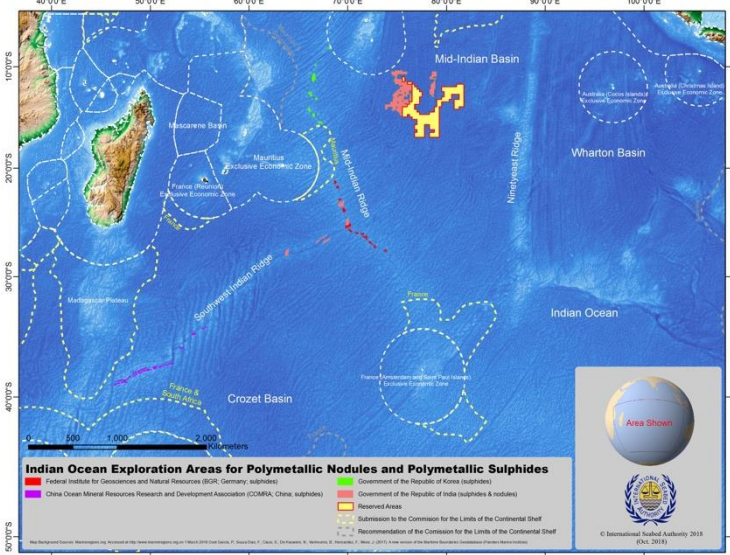 40°0'0"E
50°0'0"E
60°0'0"E
70°0'0"E
80°0'0"E
90°0'0"E
100°0'0"E
10°0'0"S
20°0'0"S
30°0'0"S
40°0'0"S
50°0'0"S
Mid-Indian Basin
Australia (Cocos Islands)
Exclusive Economic Zone
Australia (Christmas Island)
Exclusive Economic Zone
Mascarene Basin
Mauritius
Exclusive Economic Zone
Mauritius
Mid-Indian Ridge
Ninetyeast Ridge
Wharton Basin
France (Reunion)
Exclusive Economic Zone
France
Southwest Indian Ridge
Madagascar Plateau
France
Indian Ocean
France (Amsterdam and Saint Paul Islands)
Exclusive Economic Zone
France &
South Africa
Crozet Basin
0 500 1,000 2,000
Kilometers
Area Shown
Indian Ocean Exploration Areas for Polymetallic Nodules and Polymetallic Sulphides
Federal Institute for Geosciences and Natural Resources (BGR; Germany; sulphides)
Government of the Republic of Korea (sulphides)
China Ocean Mineral Resources Research and Development Association (COMRA; China; sulphides)
Government of the Republic of India (sulphides & nodules)
Reserved Areas
Submission to the Commission for the Limits of the Continental Shelf
Recommendation of the Comission for the Limits of the Continental Shelf
INTERNATIONAL SEABED AUTHORITY
© International Seabed Authority 2018
(Oct. 2018)